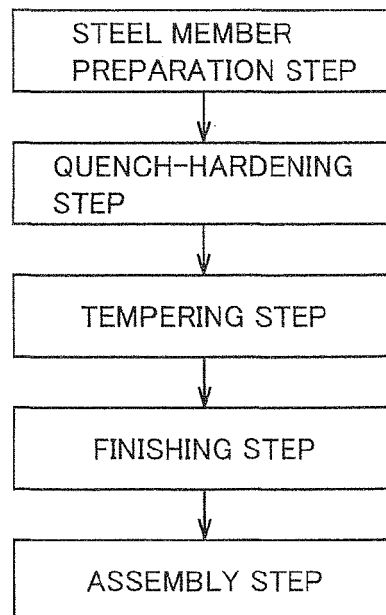 STEEL MEMBER
PREPARATION STEP
QUENCH-HARDENING
STEP
TEMPERING STEP
FINISHING STEP
ASSEMBLY STEP